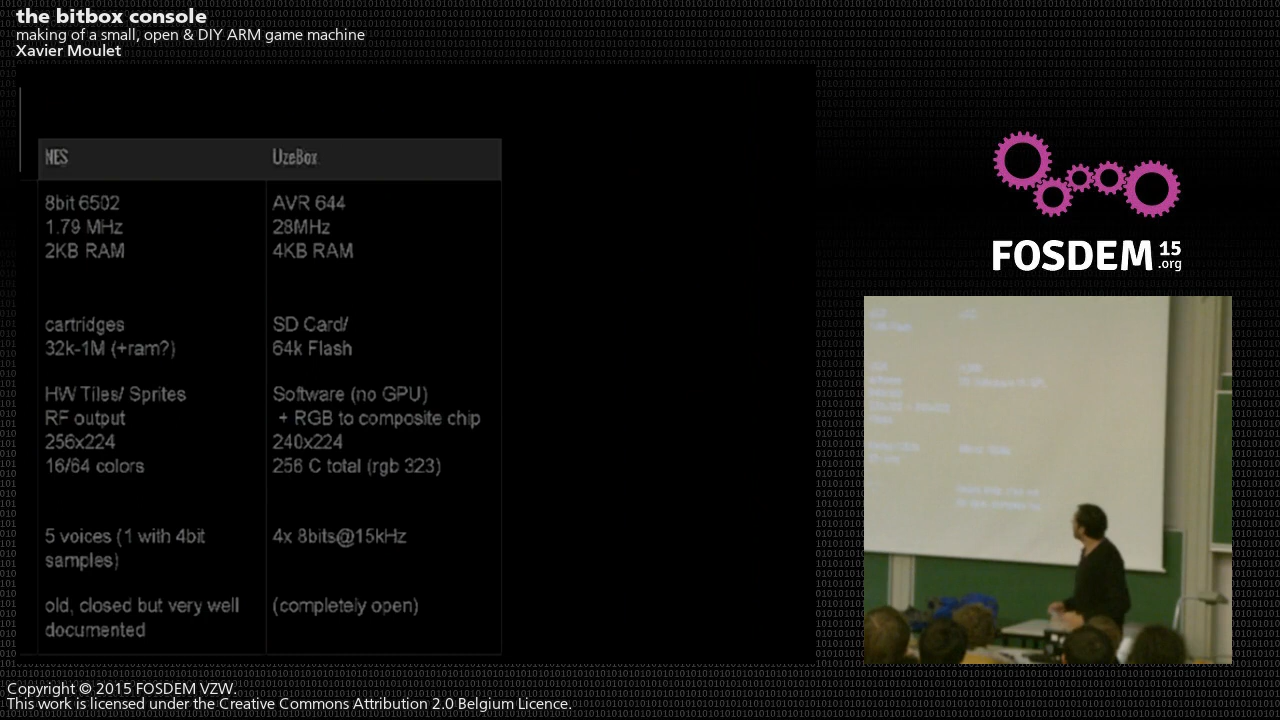 the bitbox console
making of a small, open & DIY ARM game machine
Xavier Moulet
NES
UzeBox
8bit 6502
1.79 MHz
2KB RAM
AVR 644
28MHz
4KB RAM
cartridges
32k-1M (+ram?)
SD Card/
64k Flash
HW Tiles/ Sprites
RF output
256x224
16/64 colors
Software (no GPU)
+ RGB to composite chip
240x224
256 C total (rgb 323)
5 voices (1 with 4bit
samples)
4x 8bits@15kHz
old, closed but very well
documented
(completely open)
FOSDEM 15
.org
Copyright © 2015 FOSDEM VZW.
This work is licensed under the Creative Commons Attribution 2.0 Belgium Licence.